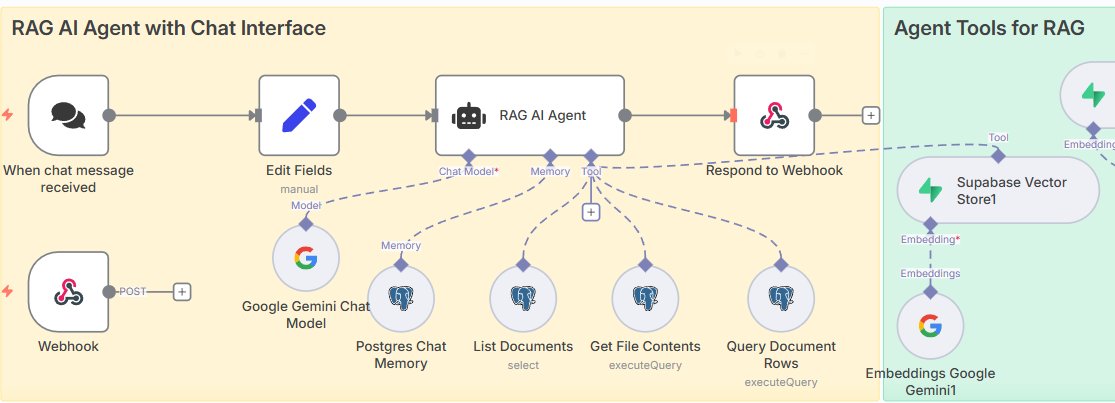 RAG AI Agent with Chat Interface
Agent Tools for RAG
When chat message
received
Edit Fields
manual
RAG AI Agent
Chat Model*
Memory
Tool
Respond to Webhook
Tool
Embedding
Supabase Vector
Store1
Embedding*
Embeddings
Embeddings Google
Gemini1
Model
Google Gemini Chat
Model
Memory
Postgres Chat
Memory
List Documents
select
Get File Contents
executeQuery
Query Document
Rows
executeQuery
POST
Webhook